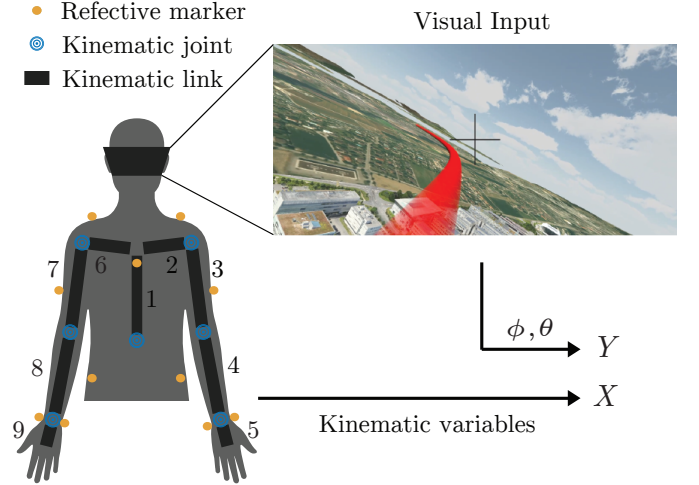 Refective marker
Kinematic joint
Kinematic link
Visual Input
7
6
2
3
1
8
4
9
5
ϕ, θ
Y
X
Kinematic variables